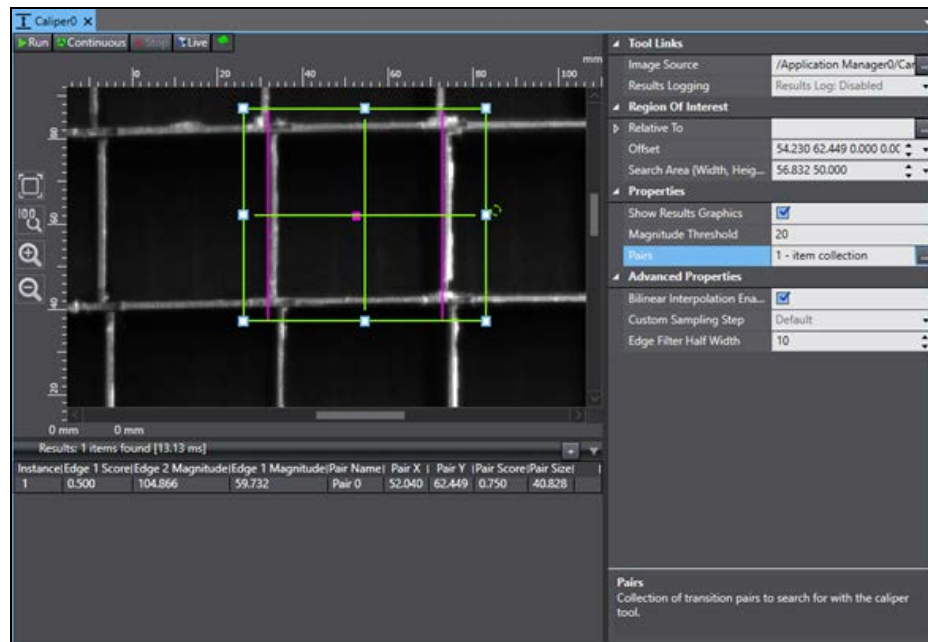 Caliper0 ×
Run Continuous Stop Live
mm
0 20 40 60 80 100
80
60
40
20
100
0 mm 0 mm
Results: 1 items found [13.13 ms]
Instance Edge 1 Score Edge 2 Magnitude Edge 1 Magnitude Pair Name Pair X Pair Y Pair Score Pair Size
1 0.500 104.866 59.732 Pair 0 52.040 62.449 0.750 40.828
Tool Links
Image Source /Application Manager0/Car ...
Results Logging Results Log: Disabled
Region Of Interest
Relative To ...
Offset 54.230 62.449 0.000 0.00
Search Area (Width, Heig... 56.832 50.000
Properties
Show Results Graphics
Magnitude Threshold 20
Pairs 1 - item collection ...
Advanced Properties
Bilinear Interpolation Ena...
Custom Sampling Step Default
Edge Filter Half Width 10
Pairs
Collection of transition pairs to search for with the caliper
tool.